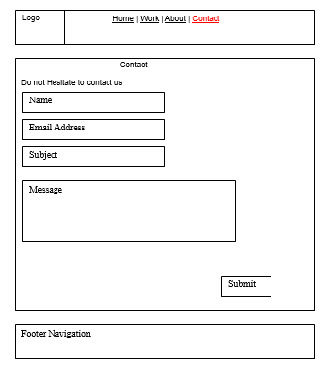 Logo
Home | Work | About | Contact
Contact
Do not Hesitate to contact us
Name
Email Address
Subject
Message
Submit
Footer Navigation